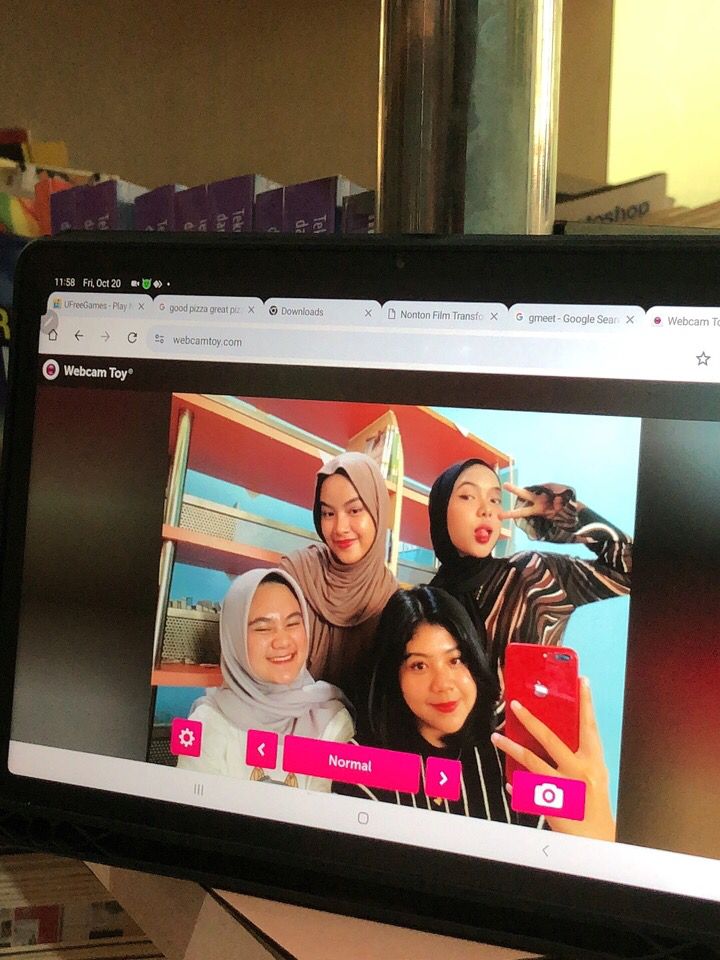 11:58 Fri, Oct 20
UFreeGames - Play
good pizza great piz
Downloads
Nonton Film Transfo
gmeet - Google Sear
Webcam To
webcamtoy.com
Webcam Toy®
Normal